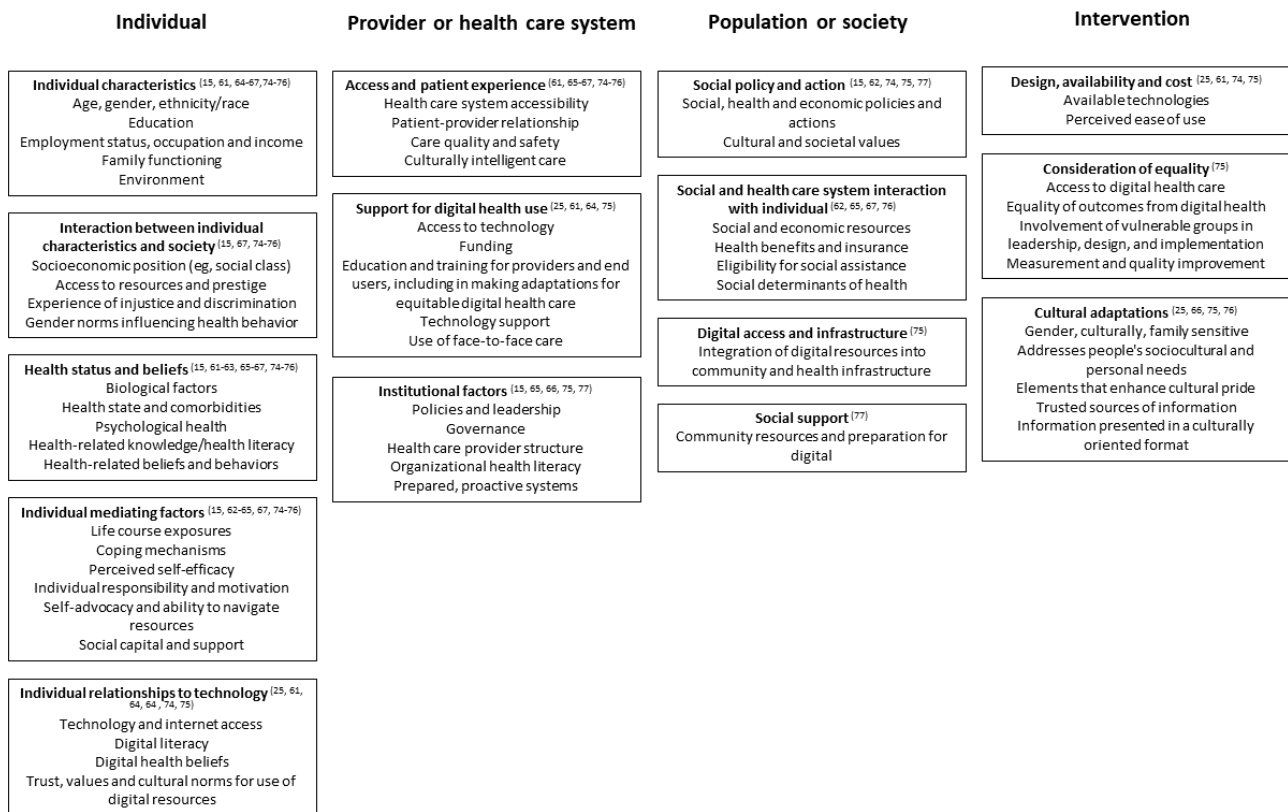 Individual
Individual characteristics (15, 61, 64-67,74-76)
Age, gender, ethnicity/race
Education
Employment status, occupation and income
Family functioning
Environment
Interaction between individual
characteristics and society (15, 67, 74-76)
Socioeconomic position (eg, social class)
Access to resources and prestige
Experience of injustice and discrimination
Gender norms influencing health behavior
Health status and beliefs (15, 61-63, 65-67, 74-76)
Biological factors
Health state and comorbidities
Psychological health
Health-related knowledge/health literacy
Health-related beliefs and behaviors
Individual mediating factors (15, 62-65, 67, 74-76)
Life course exposures
Coping mechanisms
Perceived self-efficacy
Individual responsibility and motivation
Self-advocacy and ability to navigate
resources
Social capital and support
Individual relationships to technology (25, 61,
64, 64 , 74, 75)
Technology and internet access
Digital literacy
Digital health beliefs
Trust, values and cultural norms for use of
digital resources
Provider or health care system
Access and patient experience (61, 65-67, 74-76)
Health care system accessibility
Patient-provider relationship
Care quality and safety
Culturally intelligent care
Support for digital health use (25, 61, 64, 75)
Access to technology
Funding
Education and training for providers and end
users, including in making adaptations for
equitable digital health care
Technology support
Use of face-to-face care
Institutional factors (15, 65, 66, 75, 77)
Policies and leadership
Governance
Health care provider structure
Organizational health literacy
Prepared, proactive systems
Population or society
Social policy and action (15, 62, 74, 75, 77)
Social, health and economic policies and
actions
Cultural and societal values
Social and health care system interaction
with individual (62, 65, 67, 76)
Social and economic resources
Health benefits and insurance
Eligibility for social assistance
Social determinants of health
Digital access and infrastructure (75)
Integration of digital resources into
community and health infrastructure
Social support (77)
Community resources and preparation for
digital
Intervention
Design, availability and cost (25, 61, 74, 75)
Available technologies
Perceived ease of use
Consideration of equality (75)
Access to digital health care
Equality of outcomes from digital health
Involvement of vulnerable groups in
leadership, design, and implementation
Measurement and quality improvement
Cultural adaptations (25, 66, 75, 76)
Gender, culturally, family sensitive
Addresses people's sociocultural and
personal needs
Elements that enhance cultural pride
Trusted sources of information
Information presented in a culturally
oriented format